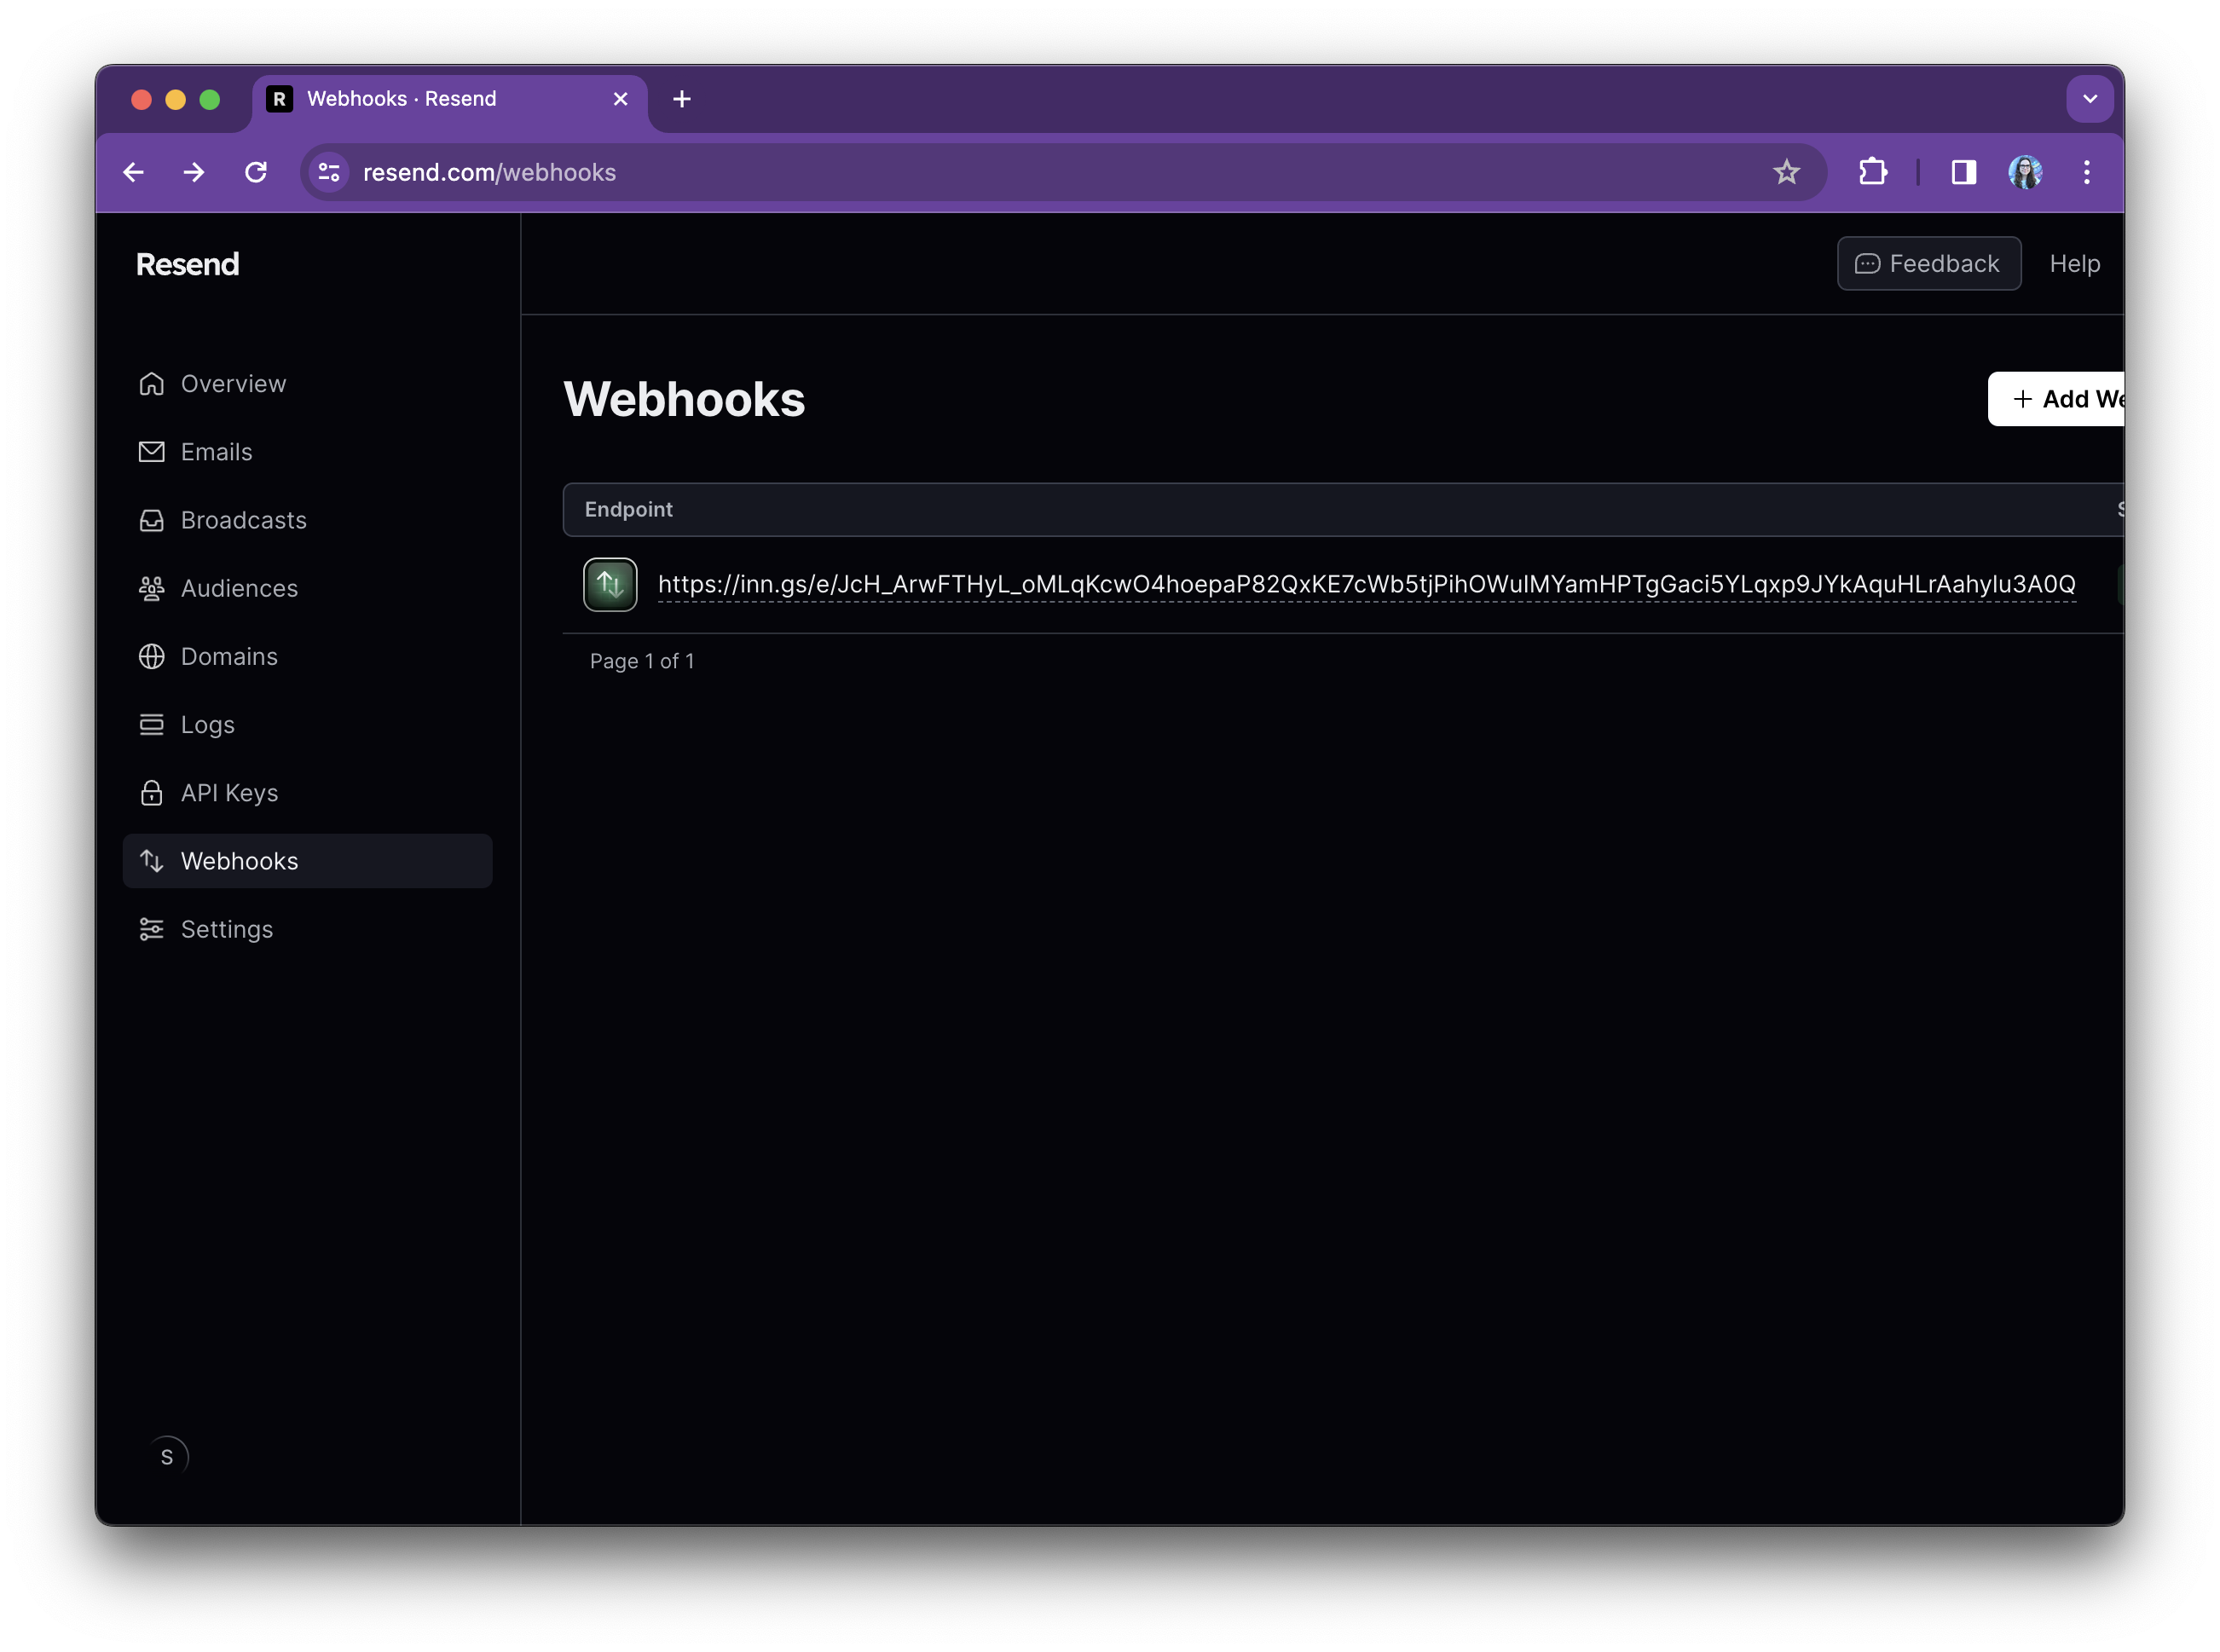 R Webhooks · Resend
resend.com/webhooks
Resend
Feedback
Help
Overview
Emails
Broadcasts
Audiences
Domains
Logs
API Keys
Webhooks
Settings
S
Webhooks
+ Add We
Endpoint
https://inn.gs/e/JcH_ArwFTHyL_oMLqKcwO4hoepaP82QxKE7cWb5tjPihOWulMYamHPTgGaci5YLqxp9JYkAquHLrAahylu3A0Q
Page 1 of 1